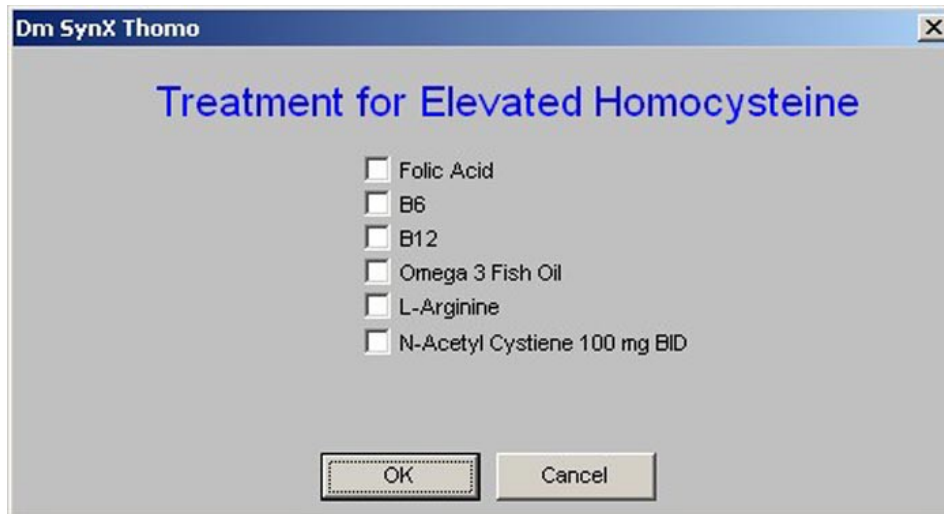 Dm SynX Thomo
Treatment for Elevated Homocysteine
Folic Acid
B6
B12
Omega 3 Fish Oil
L-Arginine
N-Acetyl Cystiene 100 mg BID
OK Cancel